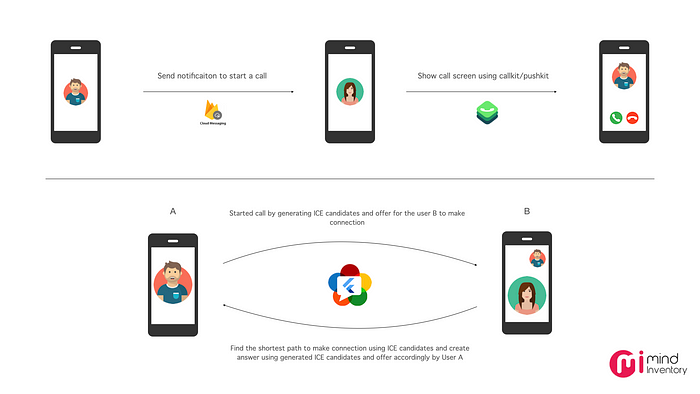 Send notificaiton to start a call
Show call screen using callkit/pushkit
Cloud Messaging
A
B
Started call by generating ICE candidates and offer for the user B to make
connection
Find the shortest path to make connection using ICE candidates and create
answer using generated ICE candidates and offer accordingly by User A
mi mind
Inventory